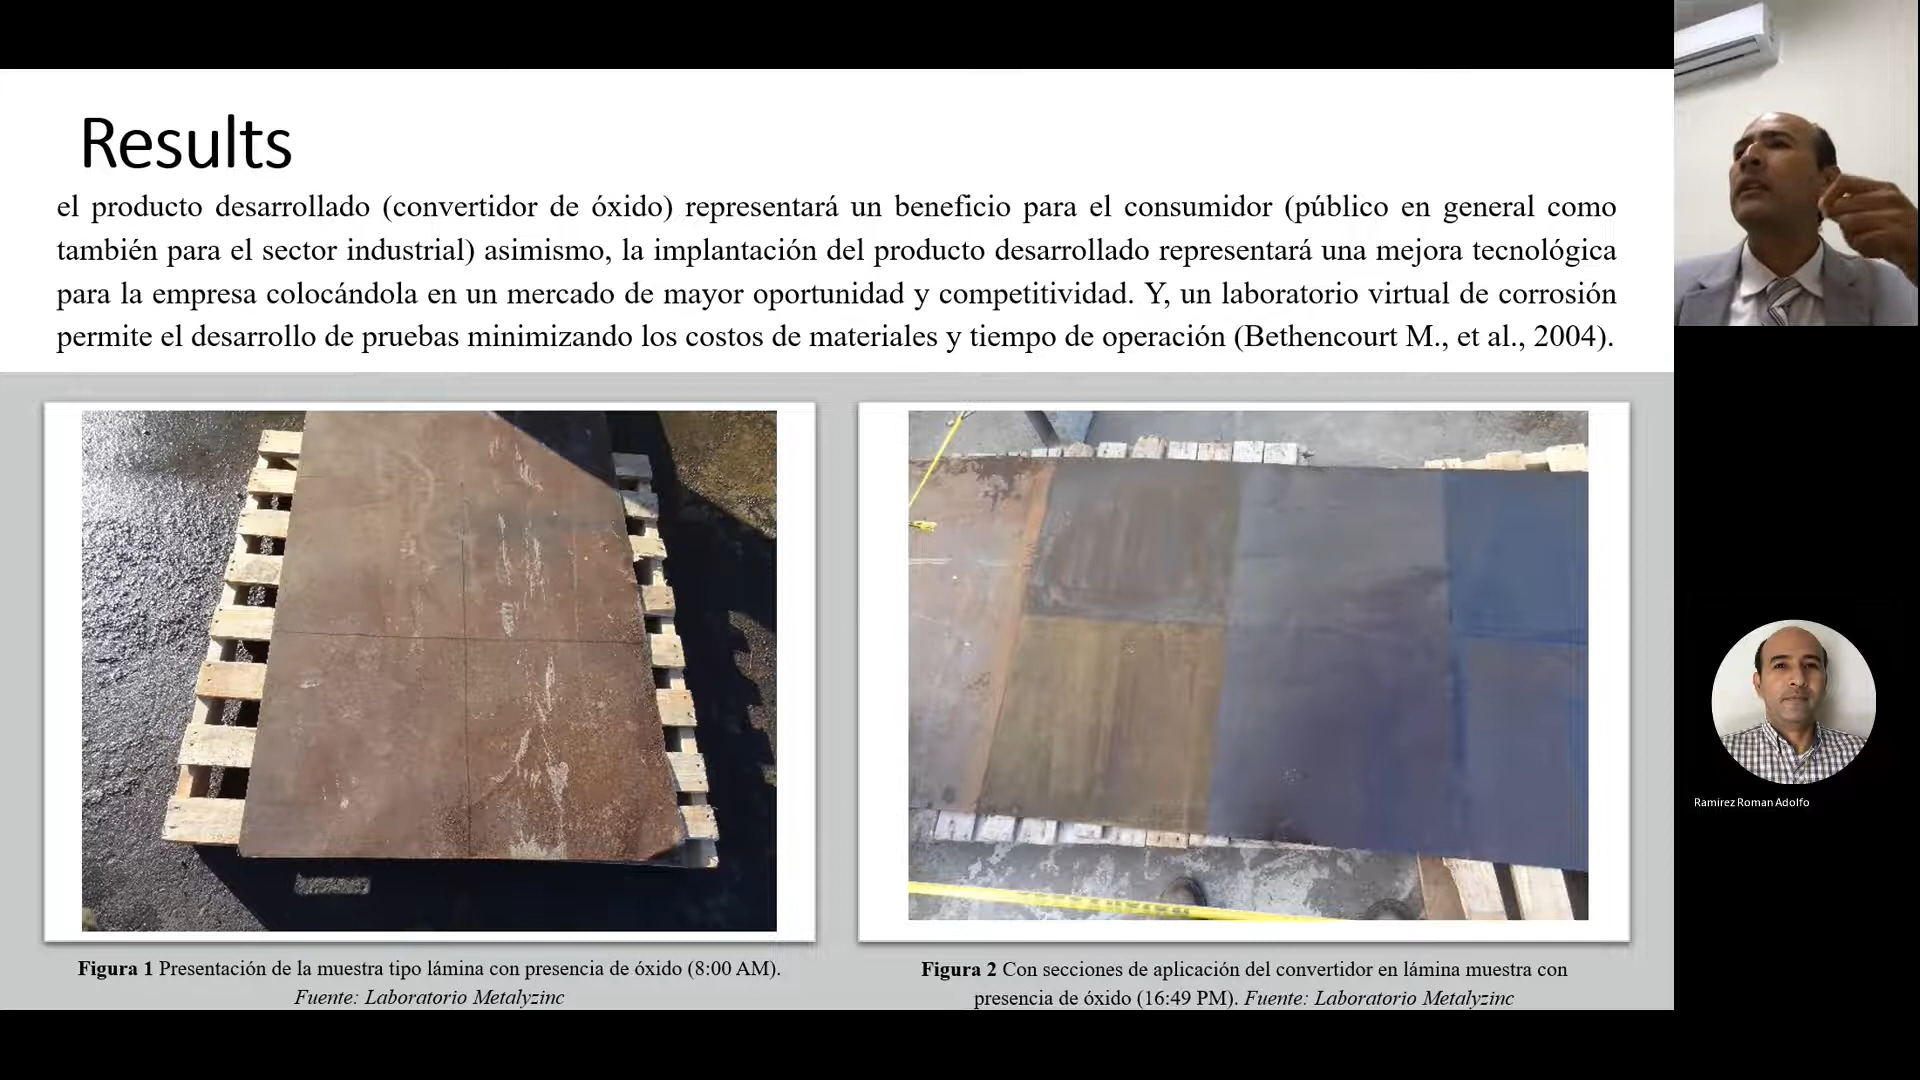 Results
el producto desarrollado (convertidor de óxido) representará un beneficio para el consumidor (público en general como
también para el sector industrial) asimismo, la implantación del producto desarrollado representará una mejora tecnológica
para la empresa colocándola en un mercado de mayor oportunidad y competitividad. Y, un laboratorio virtual de corrosión
permite el desarrollo de pruebas minimizando los costos de materiales y tiempo de operación (Bethencourt M., et al., 2004).
Figura 1 Presentación de la muestra tipo lámina con presencia de óxido (8:00 AM).
Fuente: Laboratorio Metalyzinc
Figura 2 Con secciones de aplicación del convertidor en lámina muestra con
presencia de óxido (16:49 PM). Fuente: Laboratorio Metalyzinc
Ramirez Roman Adolfo